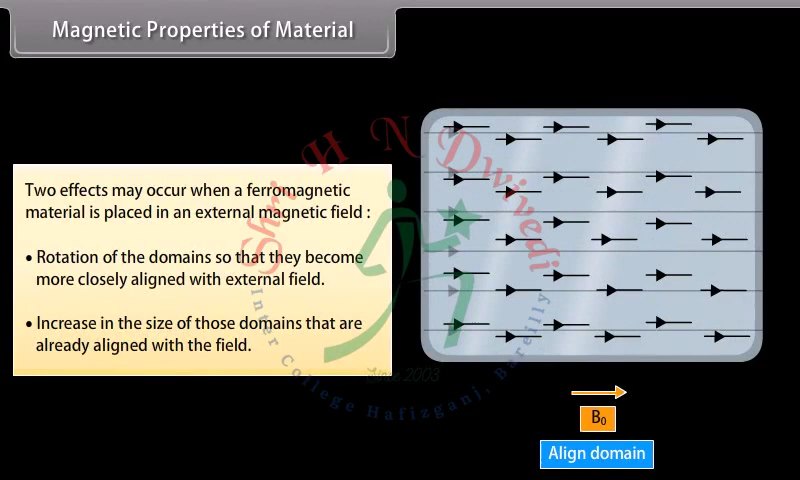 Magnetic Properties of Material
Two effects may occur when a ferromagnetic
material is placed in an external magnetic field :
• Rotation of the domains so that they become
more closely aligned with external field.
• Increase in the size of those domains that are
already aligned with the field.
Shri H N Dwivedi
Since 2003
Inter College Hafizganj, Bareilly
B₀
Align domain